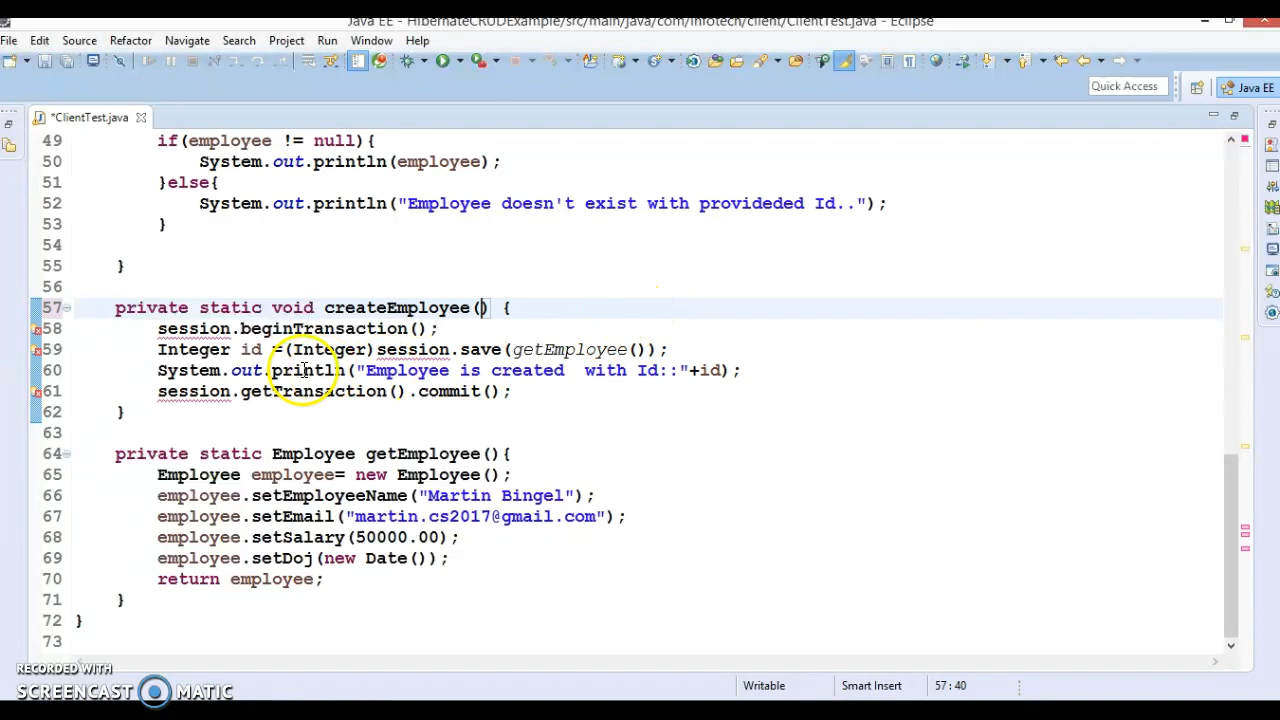 Java EE - HibernateCRUDExample/src/main/java/com/infotech/client/ClientTest.java - Eclipse
File Edit Source Refactor Navigate Search Project Run Window Help
Quick Access
Java EE
*ClientTest.java
49 if(employee != null){
50 System.out.println(employee);
51 }else{
52 System.out.println("Employee doesn't exist with provideded Id..");
53 }
54
55 }
56
57 private static void createEmployee() {
58 session.beginTransaction();
59 Integer id =(Integer)session.save(getEmployee());
60 System.out.println("Employee is created  with Id::"+id);
61 session.getTransaction().commit();
62 }
63
64 private static Employee getEmployee(){
65 Employee employee= new Employee();
66 employee.setEmployeeName("Martin Bingel");
67 employee.setEmail("martin.cs2017@gmail.com");
68 employee.setSalary(50000.00);
69 employee.setDoj(new Date());
70 return employee;
71 }
72 }
73
RECORDED WITH
SCREENCAST MATIC
Writable Smart Insert 57:40